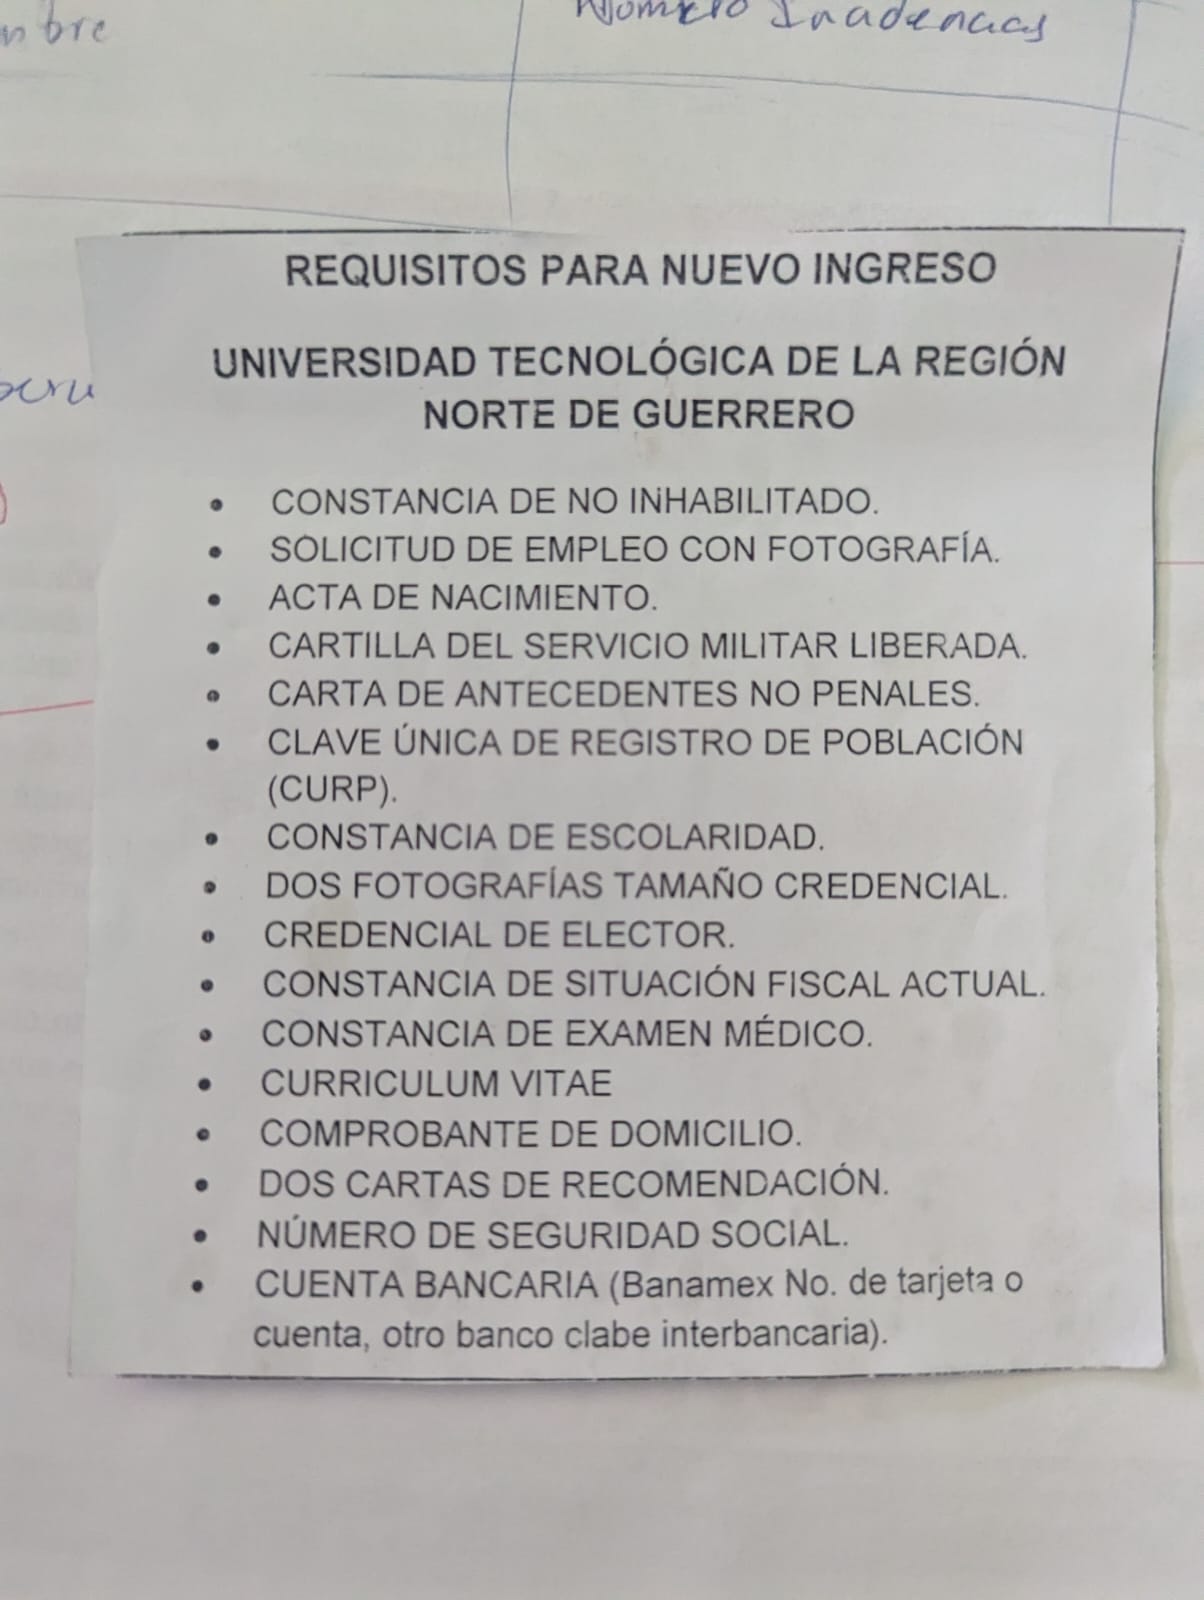 Numero Incidencias
REQUISITOS PARA NUEVO INGRESO
UNIVERSIDAD TECNOLÓGICA DE LA REGIÓN
NORTE DE GUERRERO
• CONSTANCIA DE NO INHABILITADO.
• SOLICITUD DE EMPLEO CON FOTOGRAFÍA.
• ACTA DE NACIMIENTO.
• CARTILLA DEL SERVICIO MILITAR LIBERADA.
• CARTA DE ANTECEDENTES NO PENALES.
• CLAVE ÚNICA DE REGISTRO DE POBLACIÓN
(CURP).
• CONSTANCIA DE ESCOLARIDAD.
• DOS FOTOGRAFÍAS TAMAÑO CREDENCIAL.
• CREDENCIAL DE ELECTOR.
• CONSTANCIA DE SITUACIÓN FISCAL ACTUAL.
• CONSTANCIA DE EXAMEN MÉDICO.
• CURRICULUM VITAE
• COMPROBANTE DE DOMICILIO.
• DOS CARTAS DE RECOMENDACIÓN.
• NÚMERO DE SEGURIDAD SOCIAL.
• CUENTA BANCARIA (Banamex No. de tarjeta o
cuenta, otro banco clabe interbancaria).